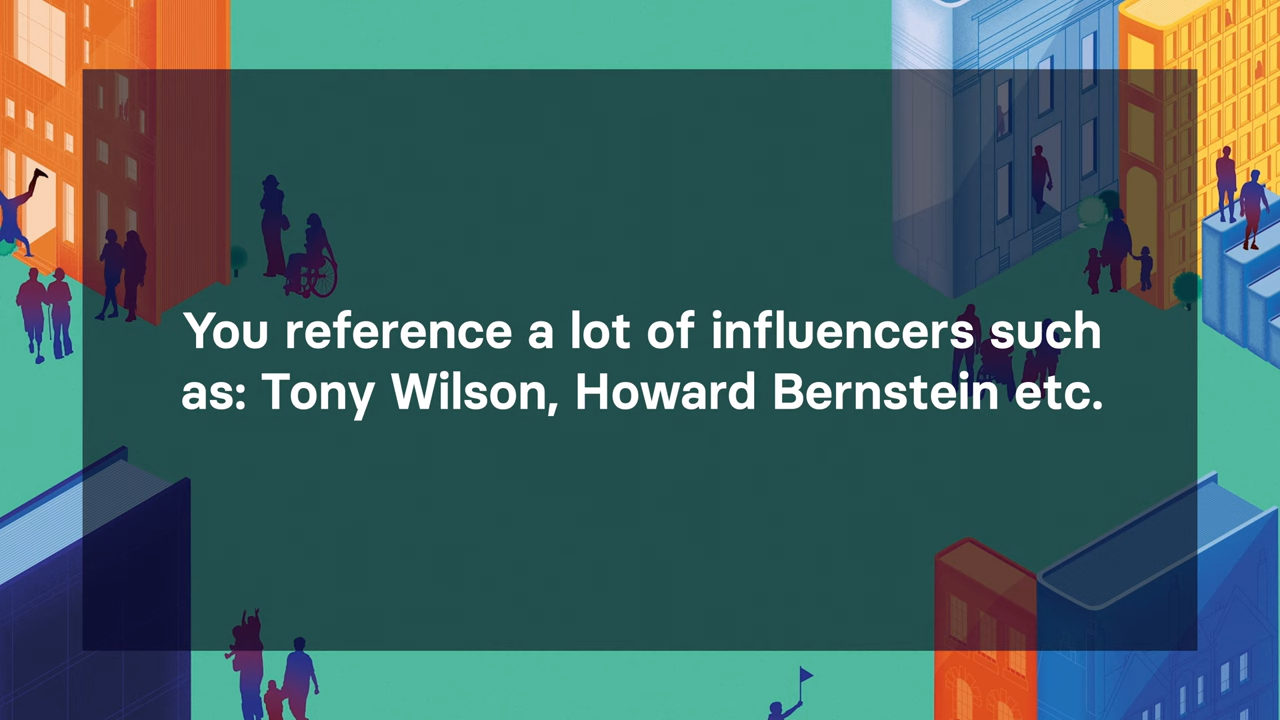 You reference a lot of influencers such
as: Tony Wilson, Howard Bernstein etc.